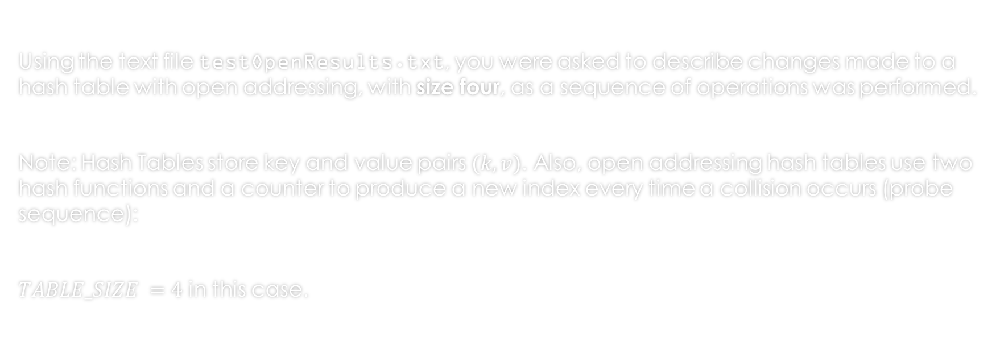 Using the text file testOpenResults.txt, you were asked to describe changes made to a
hash table with open addressing, with size four, as a sequence of operations was performed.
Note: Hash Tables store key and value pairs (k, v). Also, open addressing hash tables use two
hash functions and a counter to produce a new index every time a collision occurs (probe
sequence):
TABLE_SIZE = 4 in this case.